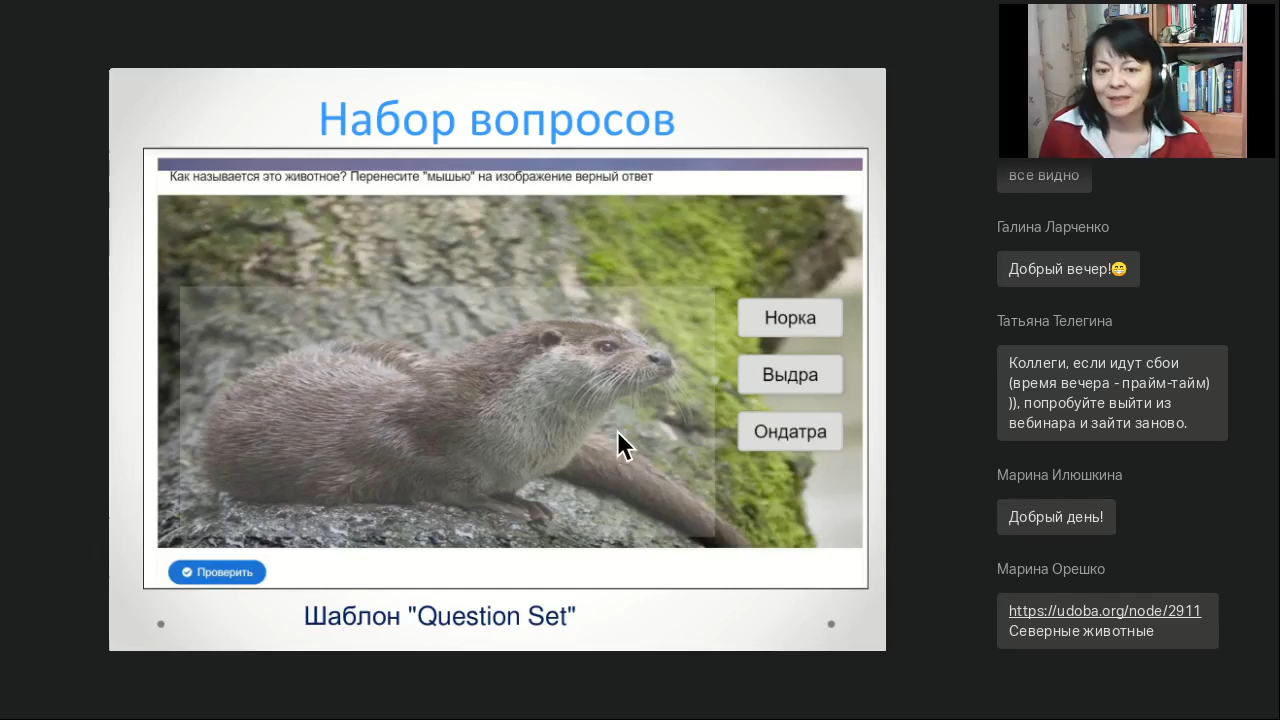 Набор вопросов
Как называется это животное? Перенесите "мышью" на изображение верный ответ
Норка
Выдра
Ондатра
Проверить
Шаблон "Question Set"
все видно
Галина Ларченко
Добрый вечер!😁
Татьяна Телегина
Коллеги, если идут сбои
(время вечера - прайм-тайм)
)), попробуйте выйти из
вебинара и зайти заново.
Марина Илюшкина
Добрый день!
Марина Орешко
https://udoba.org/node/2911
Северные животные